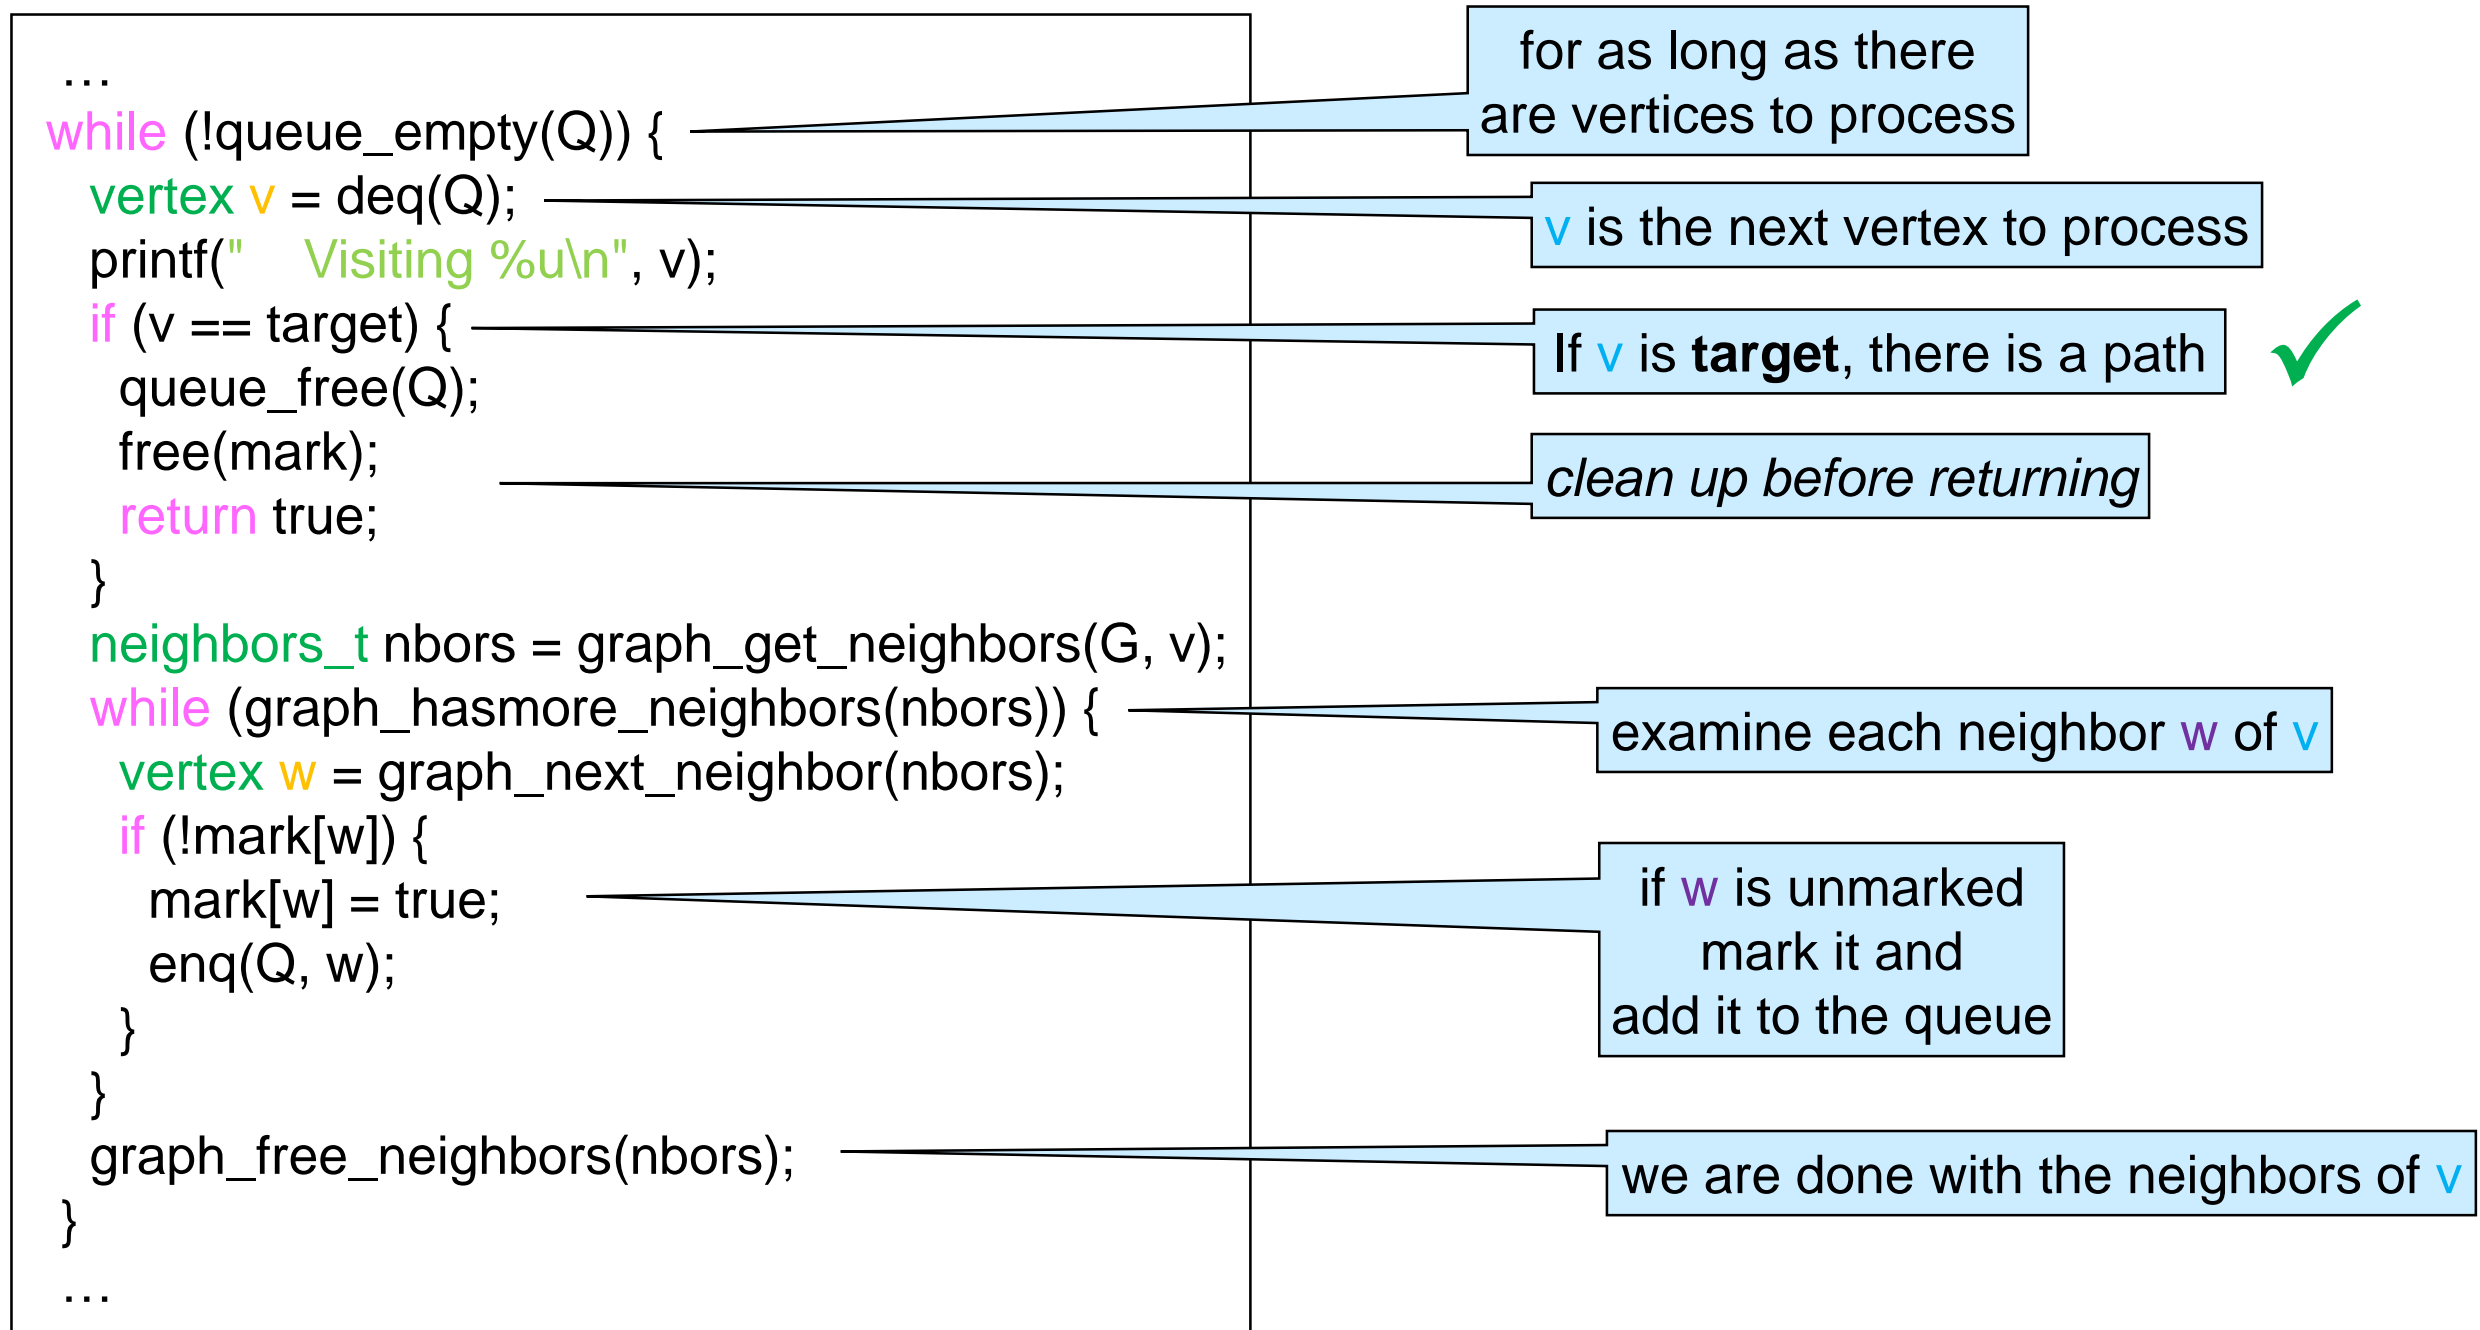 …
while (!queue_empty(Q)) {
vertex v = deq(Q);
printf("    Visiting %u\n", v);
if (v == target) {
queue_free(Q);
free(mark);
return true;
}
neighbors_t nbors = graph_get_neighbors(G, v);
while (graph_hasmore_neighbors(nbors)) {
vertex w = graph_next_neighbor(nbors);
if (!mark[w]) {
mark[w] = true;
enq(Q, w);
}
}
graph_free_neighbors(nbors);
}
…
for as long as there
are vertices to process
v is the next vertex to process
If v is target, there is a path
clean up before returning
examine each neighbor w of v
if w is unmarked
mark it and
add it to the queue
we are done with the neighbors of v